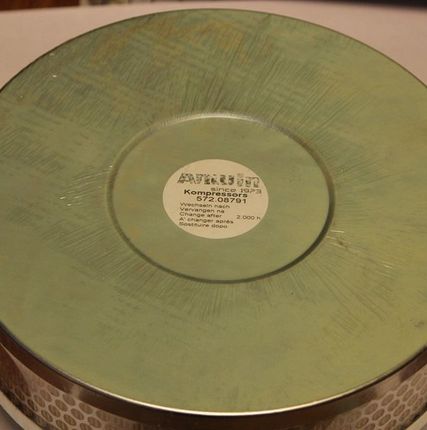 since 1973
Kompressors
572.08791
Wechseln nach
Vervangen na
Change after 2.000 h
A' changer après
Sostituire dopo